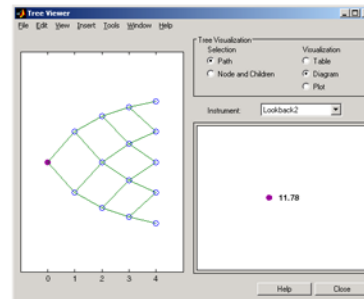 Tree Viewer
File Edit View Insert Tools Window Help
Tree Visualization
Selection
Visualization
Path
Table
Node and Children
Diagram
Plot
Instrument:
Lookback2
11.78
0 1 2 3 4
Help
Close